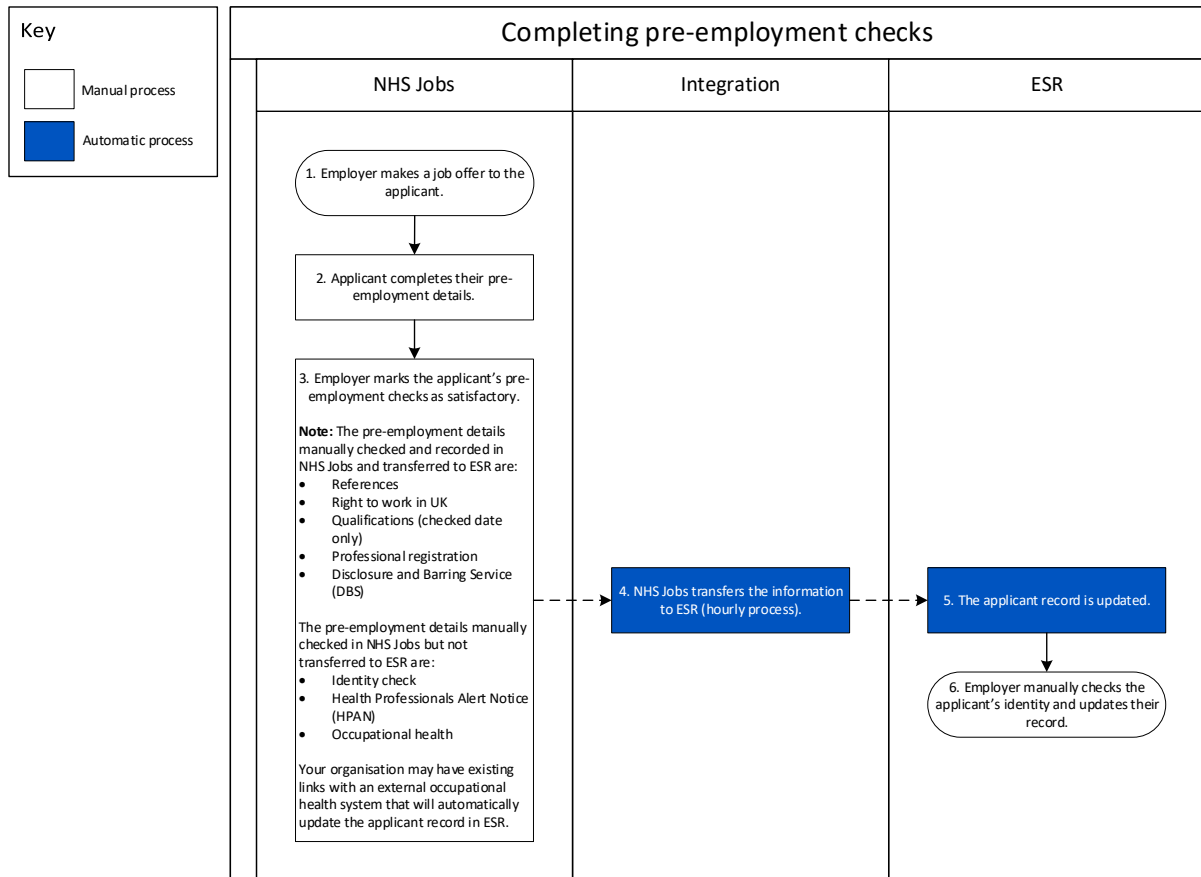 Key
Manual process
Automatic process
Completing pre-employment checks
NHS Jobs
Integration
ESR
1. Employer makes a job offer to the
applicant.
2. Applicant completes their pre-
employment details.
3. Employer marks the applicant’s pre-
employment checks as satisfactory.
Note: The pre-employment details
manually checked and recorded in
NHS Jobs and transferred to ESR are:
• References
• Right to work in UK
• Qualifications (checked date
only)
• Professional registration
• Disclosure and Barring Service
(DBS)
The pre-employment details manually
checked in NHS Jobs but not
transferred to ESR are:
• Identity check
• Health Professionals Alert Notice
(HPAN)
• Occupational health
Your organisation may have existing
links with an external occupational
health system that will automatically
update the applicant record in ESR.
4. NHS Jobs transfers the information
to ESR (hourly process).
5. The applicant record is updated.
6. Employer manually checks the
applicant’s identity and updates their
record.